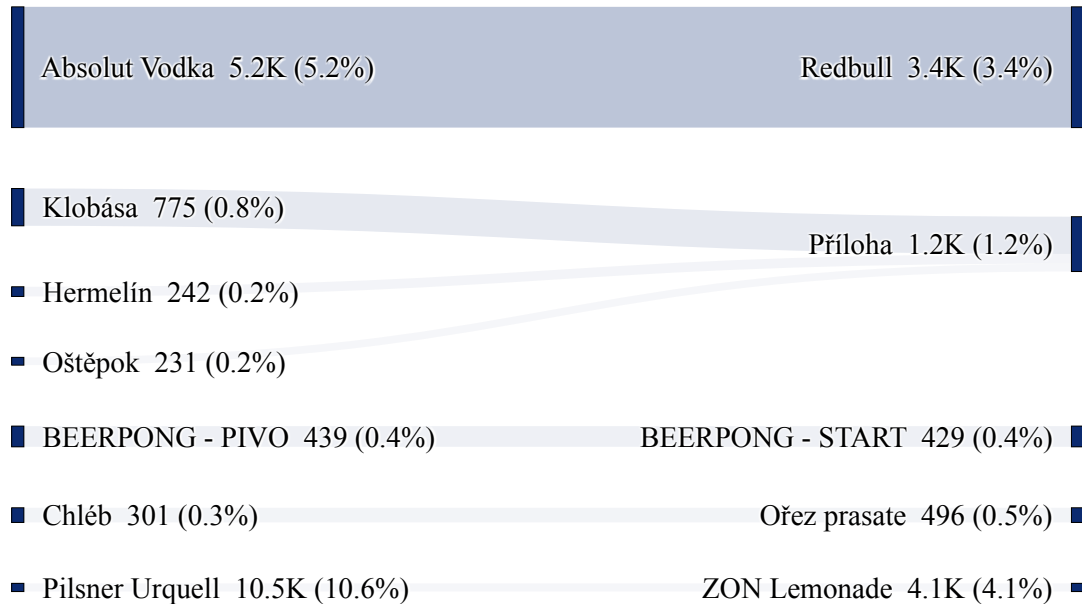 Absolut Vodka 5.2K (5.2%)
Redbull 3.4K (3.4%)
Klobása 775 (0.8%)
Příloha 1.2K (1.2%)
Hermelín 242 (0.2%)
Oštěpok 231 (0.2%)
BEERPONG - PIVO 439 (0.4%)
BEERPONG - START 429 (0.4%)
Chléb 301 (0.3%)
Ořez prasate 496 (0.5%)
Pilsner Urquell 10.5K (10.6%)
ZON Lemonade 4.1K (4.1%)